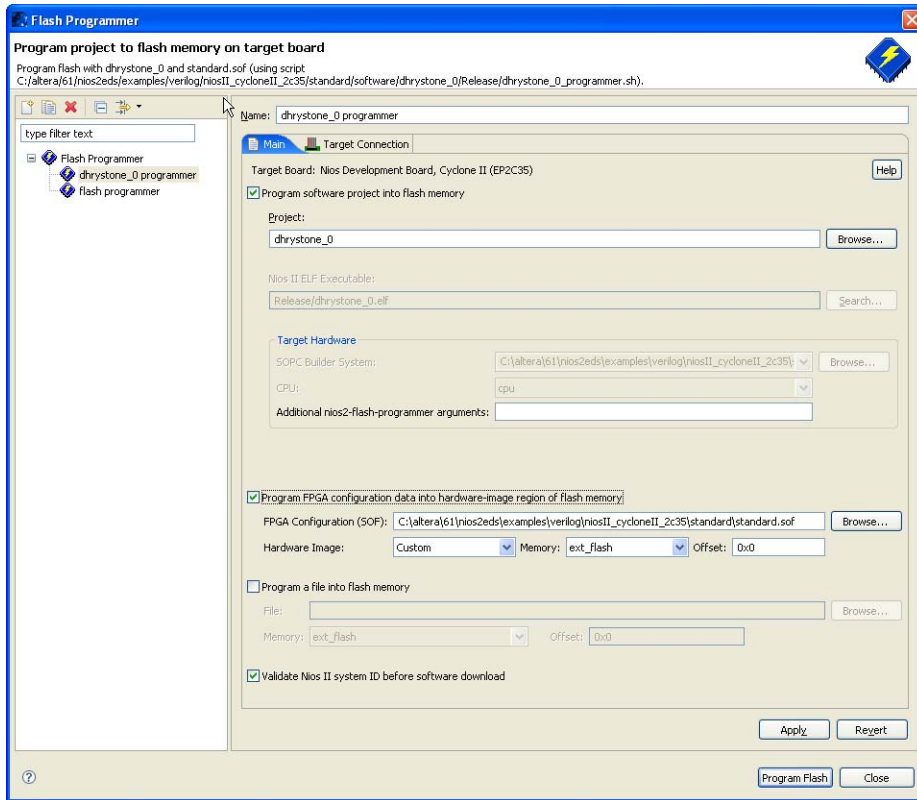 Flash Programmer
Program project to flash memory on target board
Program flash with dhrystone_0 and standard.sof (using script
C:/altera/61/nios2eds/examples/verilog/niosII_cycloneII_2c35/standard/software/dhrystone_0/Release/dhrystone_0_programmer.sh).
type filter text
Flash Programmer
dhrystone_0 programmer
flash programmer
Name: dhrystone_0 programmer
Main Target Connection
Target Board: Nios Development Board, Cyclone II (EP2C35) Help
Program software project into flash memory
Project:
dhrystone_0 Browse...
Nios II ELF Executable:
Release/dhrystone_0.elf Search...
Target Hardware
SOPC Builder System: C:\altera\61\nios2eds\examples\verilog\niosII_cycloneII_2c35\ Browse...
CPU: cpu
Additional nios2-flash-programmer arguments:
Program FPGA configuration data into hardware-image region of flash memory
FPGA Configuration (SOF): C:\altera\61\nios2eds\examples\verilog\niosII_cycloneII_2c35\standard\standard.sof Browse...
Hardware Image: Custom Memory: ext_flash Offset: 0x0
Program a file into flash memory
File: Browse...
Memory: ext_flash Offset: 0x0
Validate Nios II system ID before software download
Apply Revert
Program Flash Close